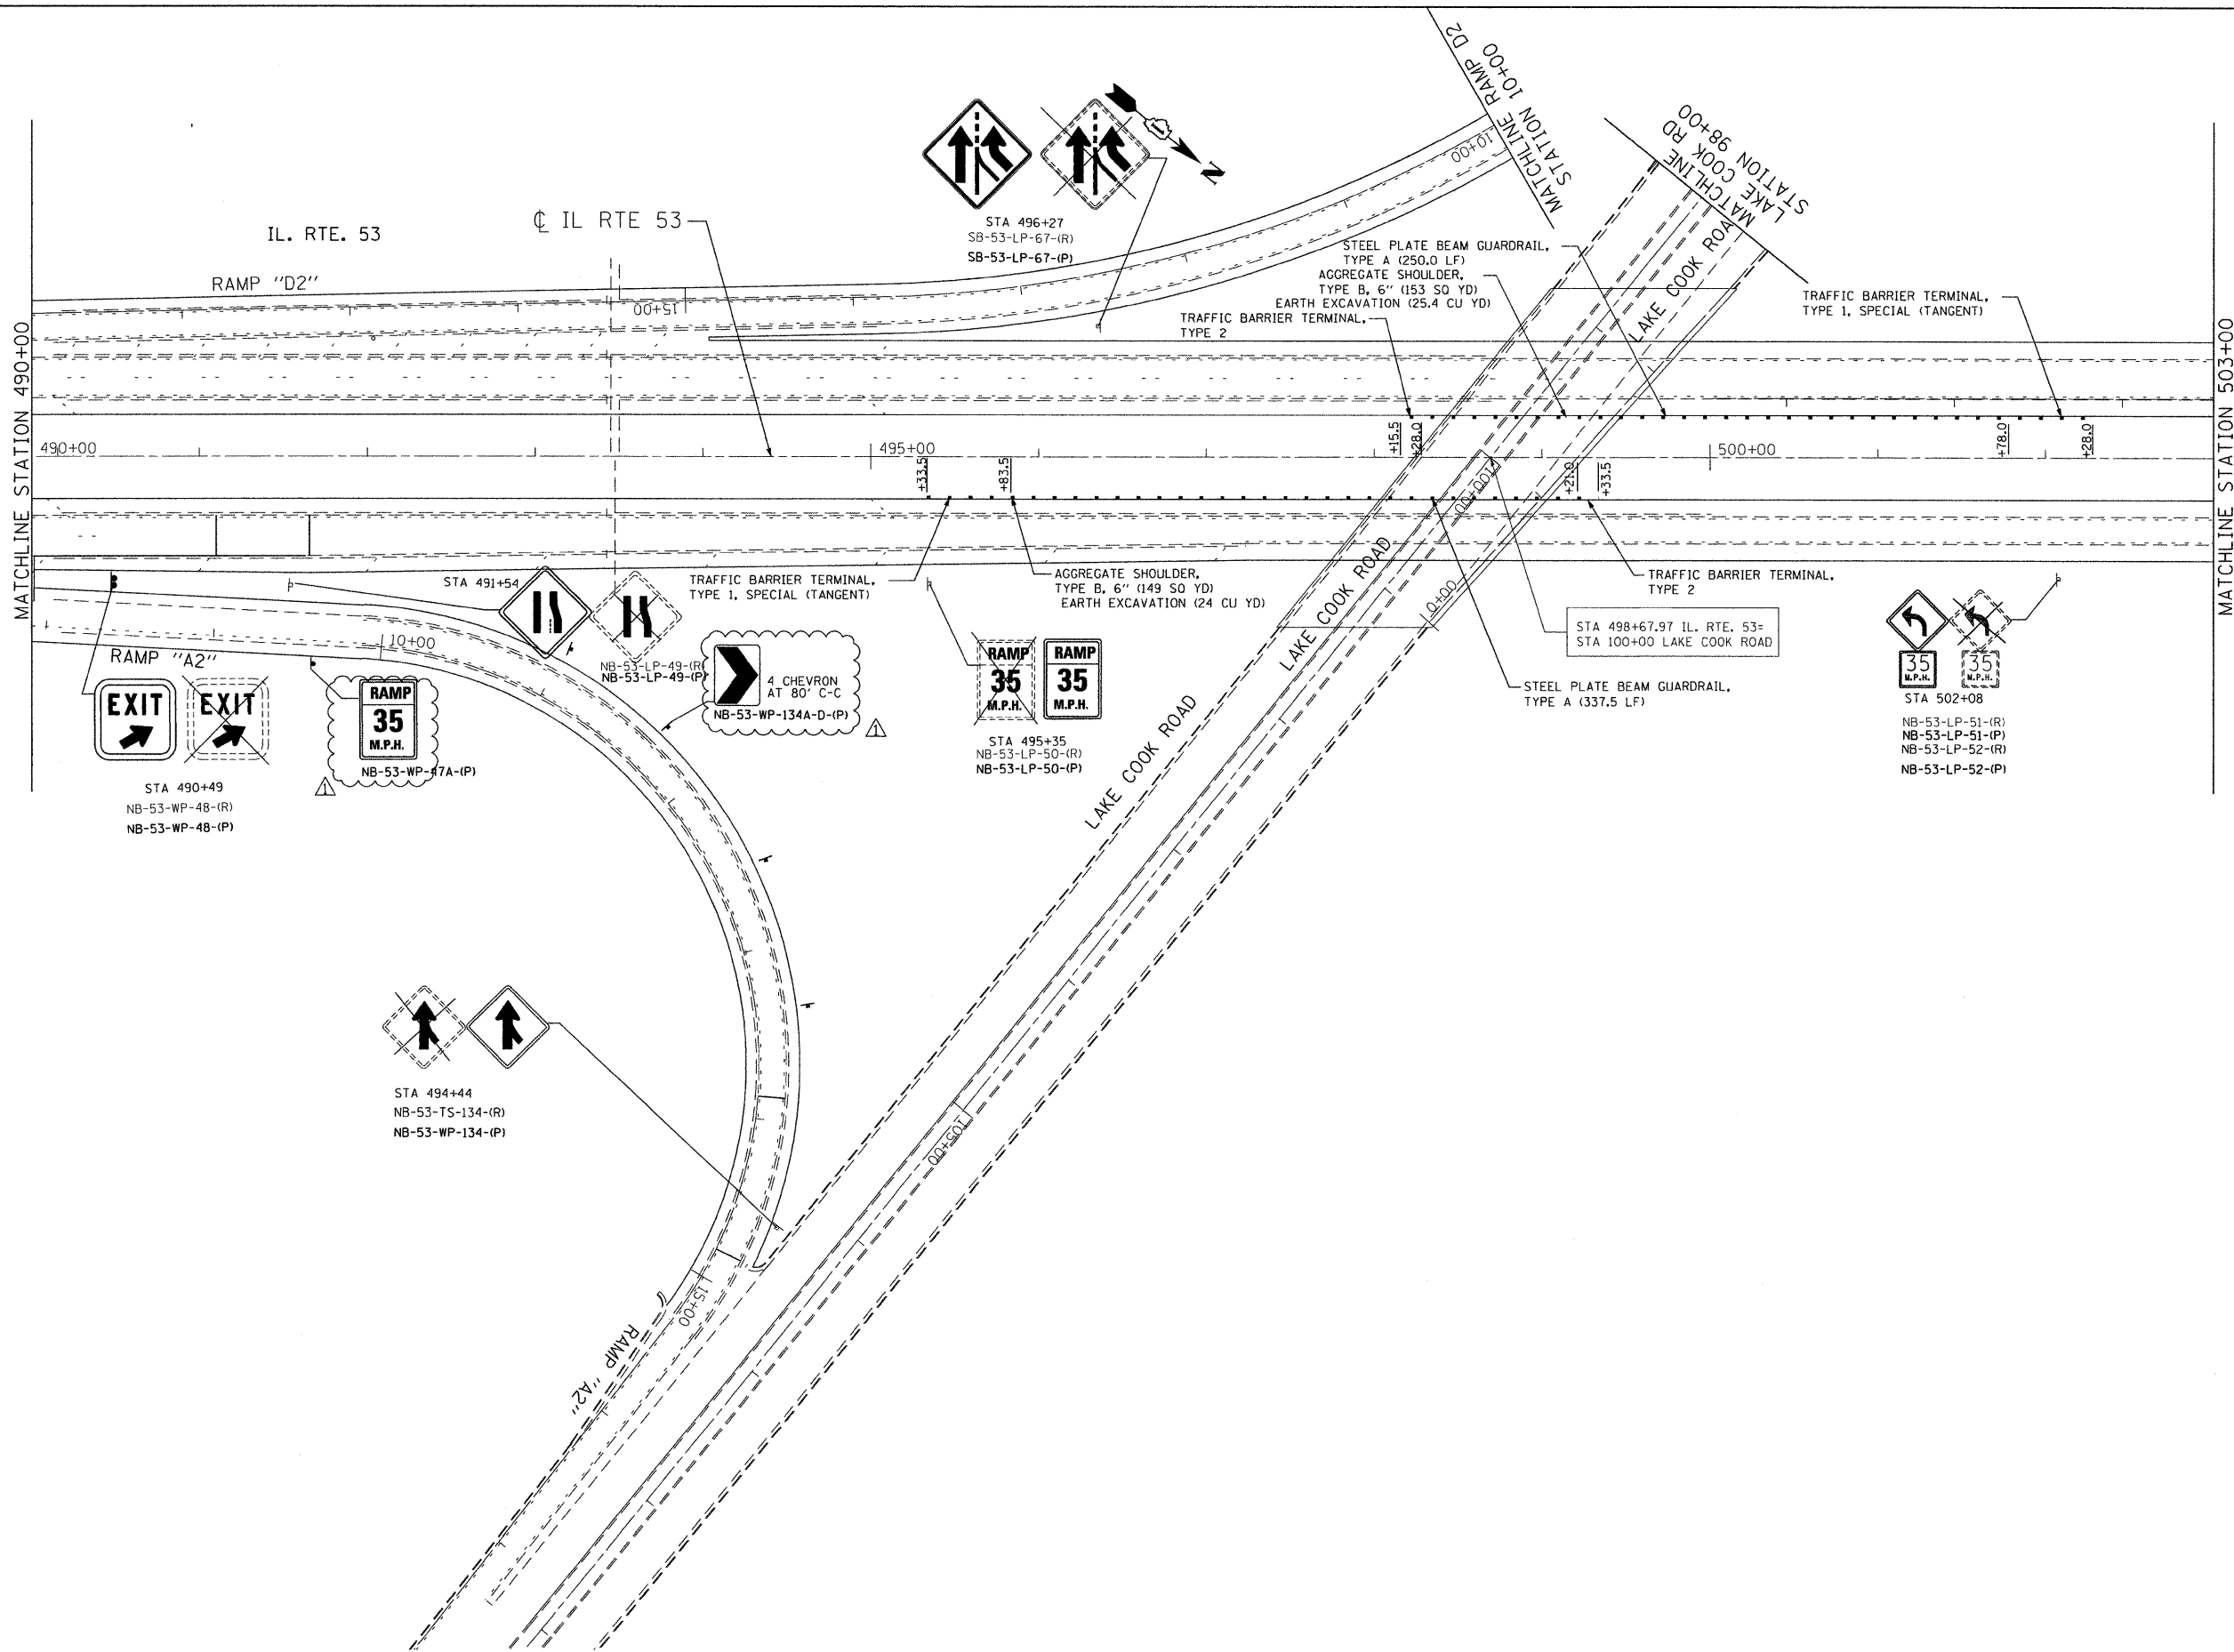 MATCHLINE RAMP D2
STATION 10+00
MATCHLINE
LAKE COOK RD
STATION 98+00
N
10+00
STA 496+27
SB-53-LP-67-(R)
SB-53-LP-67-(P)
IL. RTE. 53
℄ IL RTE 53
RAMP "D2"
15+00
STEEL PLATE BEAM GUARDRAIL,
TYPE A (250.0 LF)
AGGREGATE SHOULDER,
TYPE B, 6" (153 SQ YD)
EARTH EXCAVATION (25.4 CU YD)
TRAFFIC BARRIER TERMINAL,
TYPE 2
LAKE COOK ROAD
TRAFFIC BARRIER TERMINAL,
TYPE 1, SPECIAL (TANGENT)
MATCHLINE STATION 490+00
MATCHLINE STATION 503+00
490+00
495+00
500+00
+15.5
+28.0
+78.0
+28.0
+33.5
+83.5
+21.0
+33.5
100+00
0+00
STA 491+54
NB-53-LP-49-(R)
NB-53-LP-49-(P)
TRAFFIC BARRIER TERMINAL,
TYPE 1, SPECIAL (TANGENT)
AGGREGATE SHOULDER,
TYPE B, 6" (149 SQ YD)
EARTH EXCAVATION (24 CU YD)
LAKE COOK ROAD
TRAFFIC BARRIER TERMINAL,
TYPE 2
STA 498+67.97 IL. RTE. 53=
STA 100+00 LAKE COOK ROAD
STEEL PLATE BEAM GUARDRAIL,
TYPE A (337.5 LF)
10+00
RAMP "A2"
EXIT
EXIT
STA 490+49
NB-53-WP-48-(R)
NB-53-WP-48-(P)
RAMP
35
M.P.H.
NB-53-WP-47A-(P)
1
4 CHEVRON
AT 80' C-C
NB-53-WP-134A-D-(P)
1
RAMP
35
M.P.H.
RAMP
35
M.P.H.
STA 495+35
NB-53-LP-50-(R)
NB-53-LP-50-(P)
35
M.P.H.
35
M.P.H.
STA 502+08
NB-53-LP-51-(R)
NB-53-LP-51-(P)
NB-53-LP-52-(R)
NB-53-LP-52-(P)
LAKE COOK ROAD
STA 494+44
NB-53-TS-134-(R)
NB-53-WP-134-(P)
105+00
15+00
RAMP "A2"